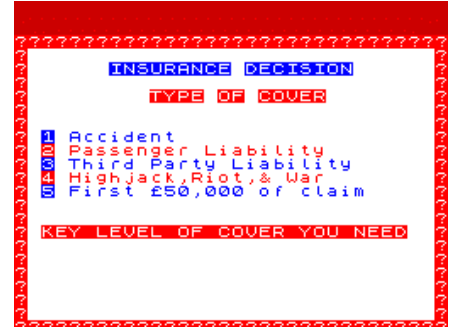 ??????????????????????????????
INSURANCE DECISION
TYPE OF COVER
1 Accident
2 Passenger Liability
3 Third Party Liability
4 Highjack,Riot,& War
5 First £50,000 of claim
KEY LEVEL OF COVER YOU NEED
??????????????????????????????